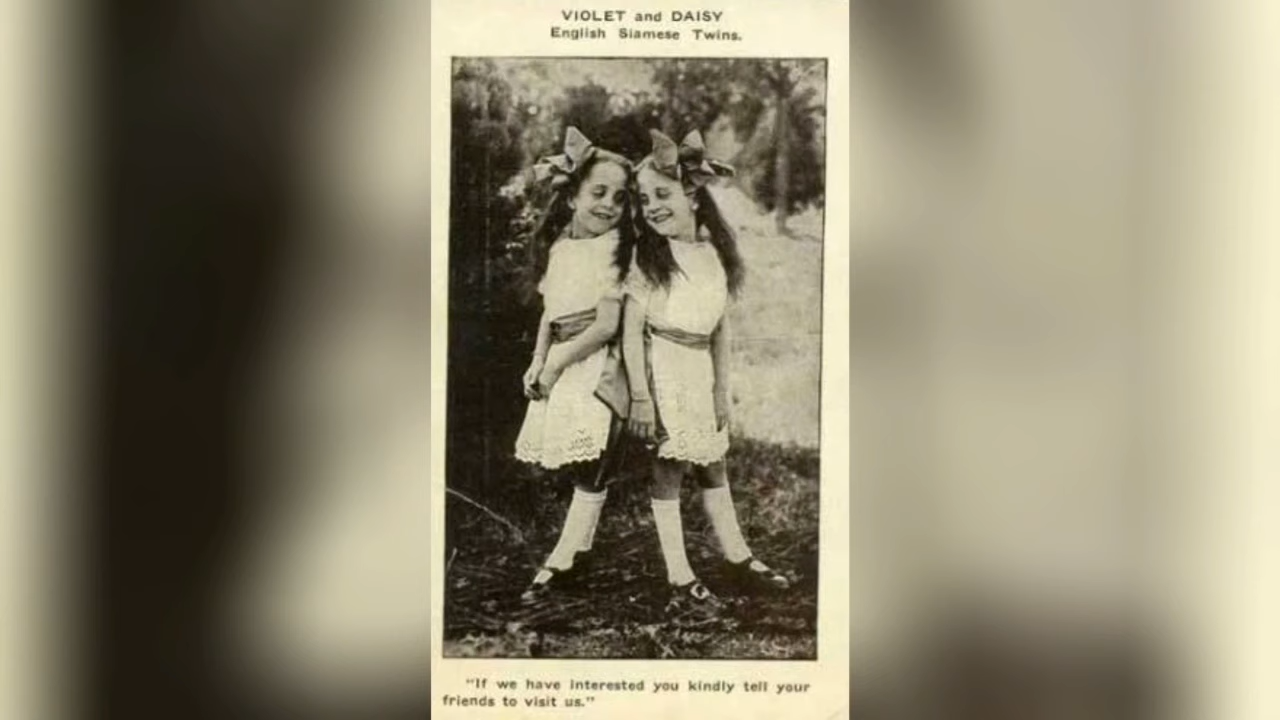 VIOLET and DAISY
English Siamese Twins.
"If we have interested you kindly tell your
friends to visit us."